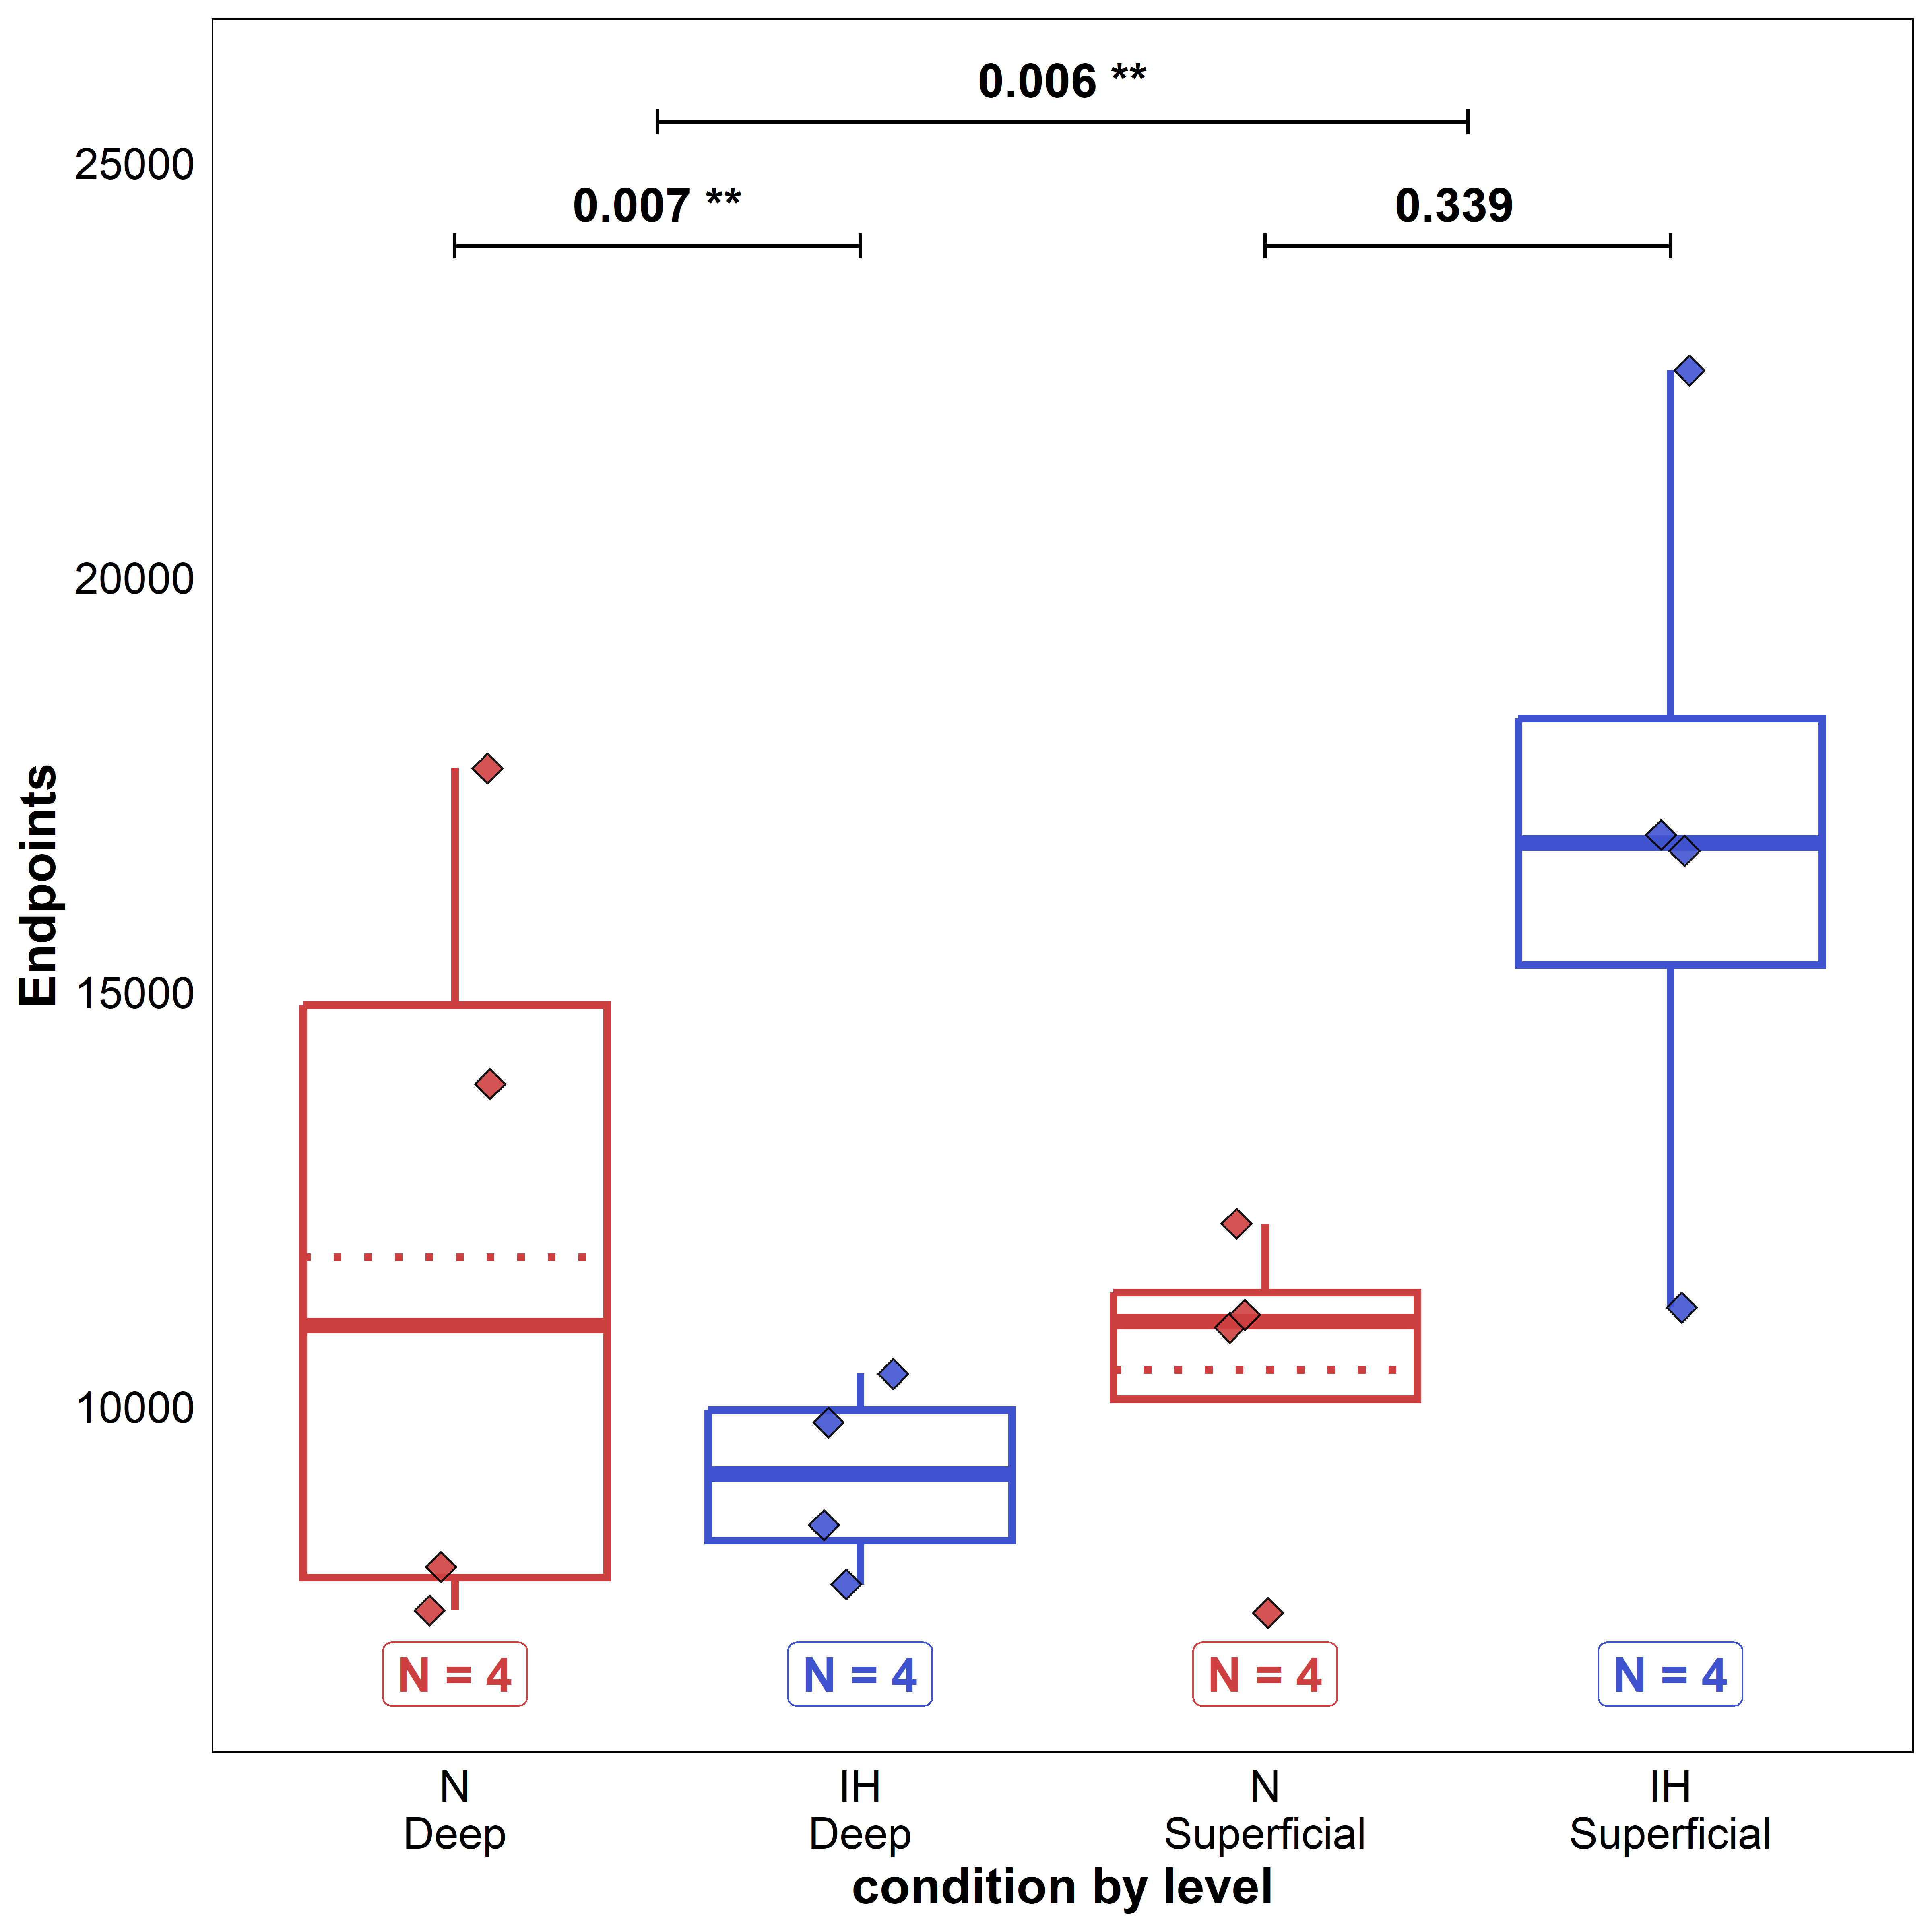 0.006 **
0.007 **
0.339
25000
20000
15000
10000
Endpoints
N = 4
N = 4
N = 4
N = 4
N
Deep
IH
Deep
N
Superficial
IH
Superficial
condition by level